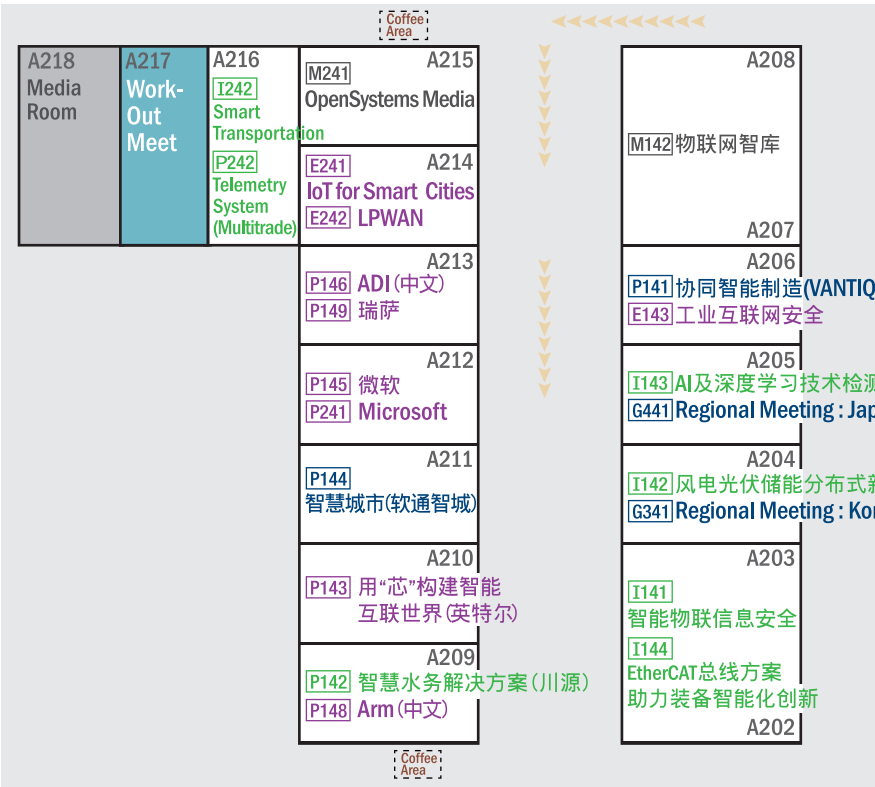 Coffee
Area
A218
Media
Room
A217
Work-
Out
Meet
A216
I242
Smart
Transportation
P242
Telemetry
System
(Multitrade)
A215
M241
OpenSystems Media
A214
E241
IoT for Smart Cities
E242 LPWAN
A213
P146 ADI (中文)
P149 瑞萨
A212
P145 微软
P241 Microsoft
A211
P144
智慧城市(软通智城)
A210
P143 用“芯”构建智能
互联世界(英特尔)
A209
P142 智慧水务解决方案(川源)
P148 Arm (中文)
Coffee
Area
A208
M142 物联网智库
A207
A206
P141 协同智能制造(VANTIQ
E143 工业互联网安全
A205
I143 AI及深度学习技术检测
G441 Regional Meeting : Jap
A204
I142 风电光伏储能分布式新
G341 Regional Meeting : Kor
A203
I141
智能物联信息安全
I144
EtherCAT总线方案
助力装备智能化创新
A202